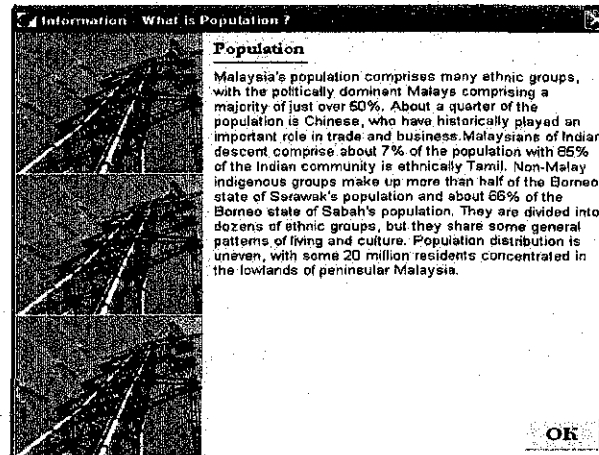 Information - What is Population ?
Population
Malaysia's population comprises many ethnic groups,
with the politically dominant Malays comprising a
majority of just over 50%. About a quarter of the
population is Chinese, who have historically played an
important role in trade and business.Malaysians of Indian
descent comprise about 7% of the population with 85%
of the Indian community is ethnically Tamil. Non-Malay
indigenous groups make up more than half of the Borneo
state of Sarawak's population and about 66% of the
Borneo state of Sabah's population. They are divided into
dozens of ethnic groups, but they share some general
patterns of living and culture. Population distribution is
uneven, with some 20 million residents concentrated in
the lowlands of peninsular Malaysia.
OK